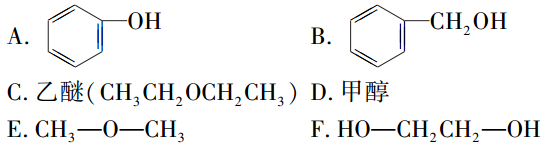 A. —OH B. —CH₂OH
C. 乙醚(CH₃CH₂OCH₂CH₃) D. 甲醇
E. CH₃—O—CH₃ F. HO—CH₂CH₂—OH